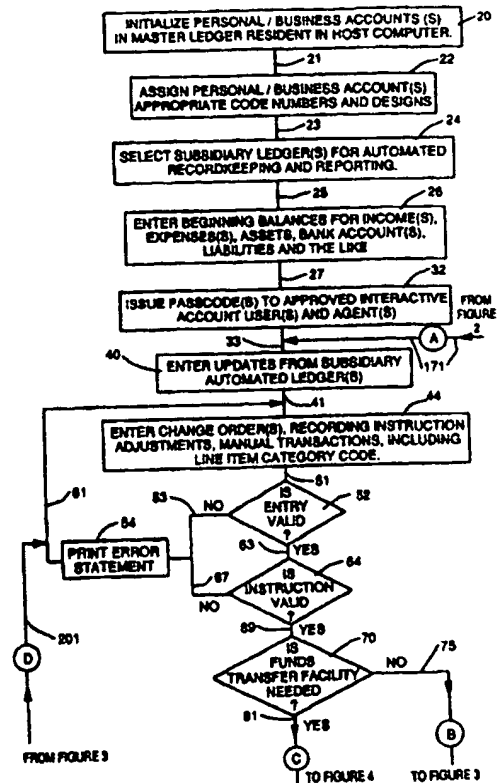 INITIALIZE PERSONAL / BUSINESS ACCOUNTS (S)
IN MASTER LEDGER RESIDENT IN HOST COMPUTER.
20
21
22
ASSIGN PERSONAL / BUSINESS ACCOUNT(S)
APPROPRIATE CODE NUMBERS AND DESIGNS
23
24
SELECT SUBSIDIARY LEDGER(S) FOR AUTOMATED
RECORDKEEPING AND REPORTING.
25
26
ENTER BEGINNING BALANCES FOR INCOME(S),
EXPENSES(S), ASSETS, BANK ACCOUNT(S),
LIABILITIES AND THE LIKE
27
32
ISSUE PASSCODE(S) TO APPROVED INTERACTIVE
ACCOUNT USER(S) AND AGENT(S)
FROM
FIGURE
2
33
A
171
40
ENTER UPDATES FROM SUBSIDIARY
AUTOMATED LEDGER(S)
41
44
ENTER CHANGE ORDER(S), RECORDING INSTRUCTION
ADJUSTMENTS, MANUAL TRANSACTIONS, INCLUDING
LINE ITEM CATEGORY CODE.
61
51
53
NO
IS
ENTRY
VALID
?
52
54
PRINT ERROR
STATEMENT
63
YES
64
67
NO
IS
INSTRUCTION
VALID
?
69
YES
201
70
IS
FUNDS
TRANSFER FACILITY
NEEDED
?
NO
75
D
81
YES
B
FROM FIGURE 3
C
TO FIGURE 4
TO FIGURE 3